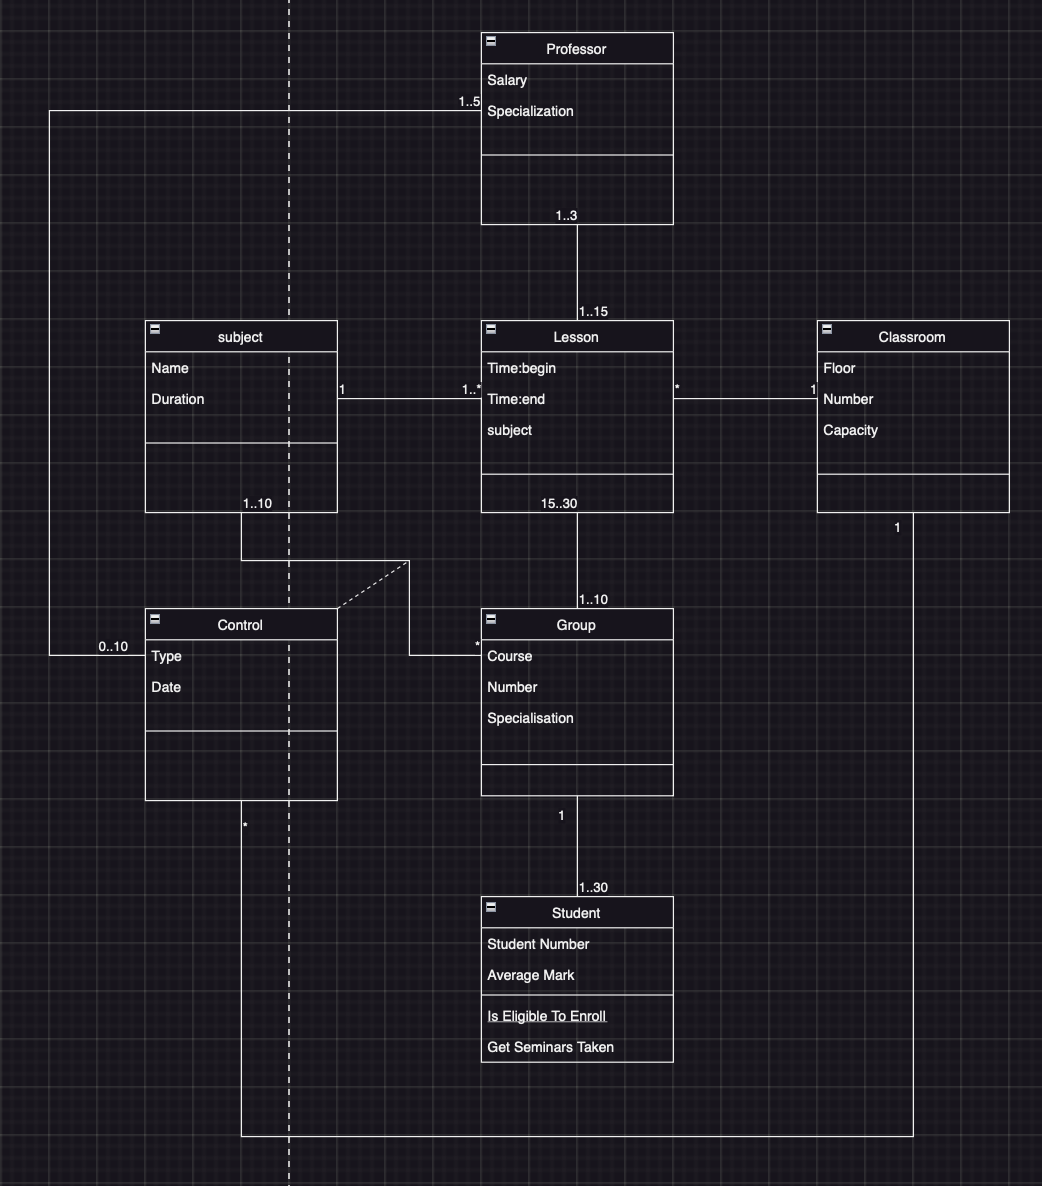 Professor
Salary
1..5
Specialization
1..3
1..15
subject
Lesson
Classroom
Name
Time:begin
Floor
1
1..*
*
1
Duration
Time:end
Number
subject
Capacity
1..10
15..30
1
1..10
Control
Group
0..10
*
Type
Course
Date
Number
Specialisation
1
*
1..30
Student
Student Number
Average Mark
Is Eligible To Enroll
Get Seminars Taken